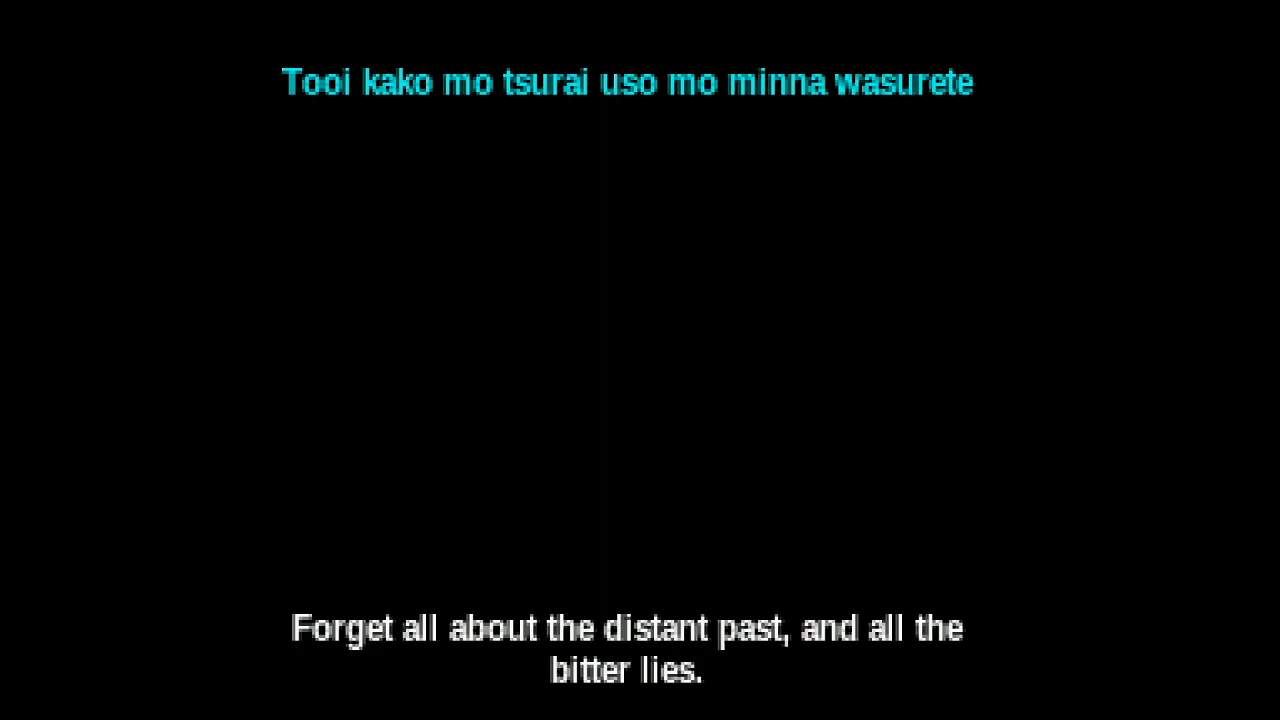 Tooi kako mo tsurai uso mo minna wasurete
Forget all about the distant past, and all the
bitter lies.